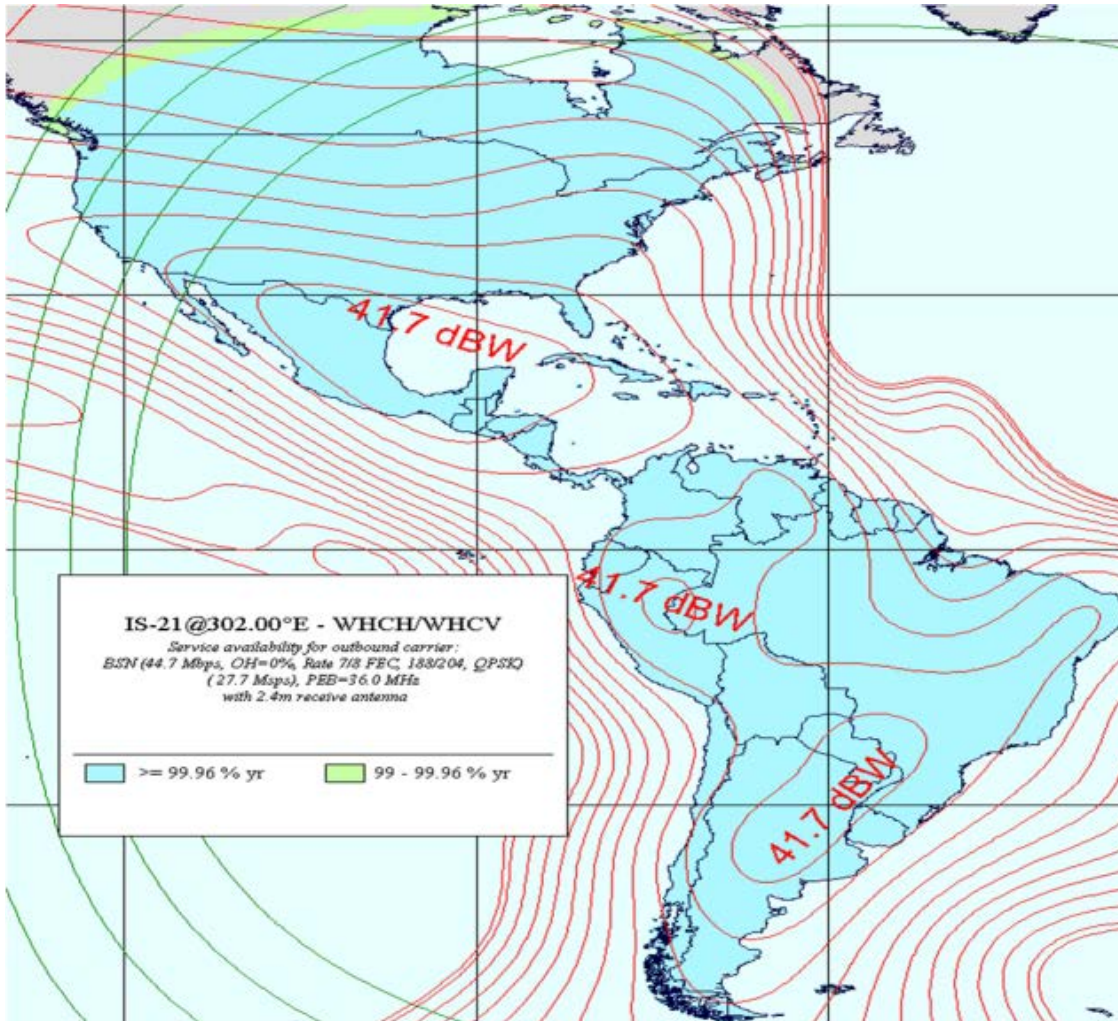 41.7 dBW
41.7 dBW
IS-21@302.00°E - WHCH/WHCV
Service availability for outbound carrier:
BSN (44.7 Mbps, OH=0%, Rate 7/8 FEC, 188/204, QPSK)
( 27.7 Msps), PEB=36.0 MHz
with 2.4m receive antenna
>= 99.96 % yr
99 - 99.96 % yr
41.7 dBW